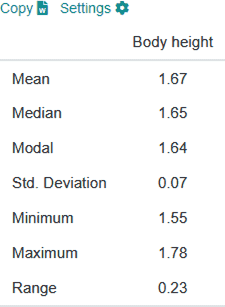 Copy Settings
Body height
Mean 1.67
Median 1.65
Modal 1.64
Std. Deviation 0.07
Minimum 1.55
Maximum 1.78
Range 0.23